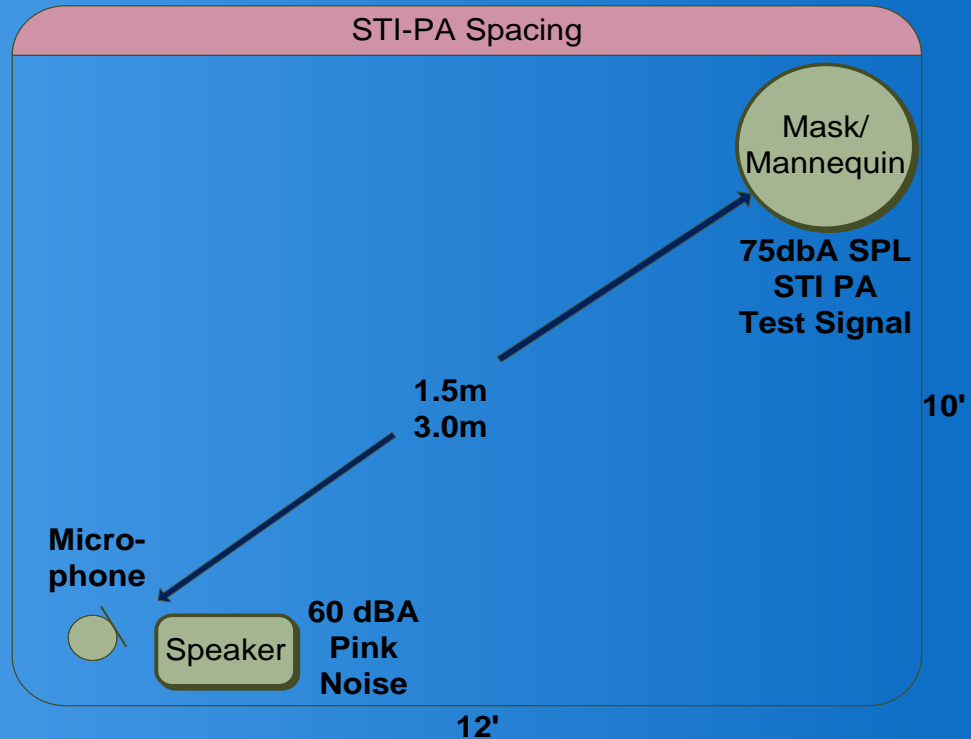 STI-PA Spacing
Mask/
Mannequin
75dbA SPL
STI PA
Test Signal
1.5m
3.0m
10'
Micro-
phone
Speaker
60 dBA
Pink
Noise
12'